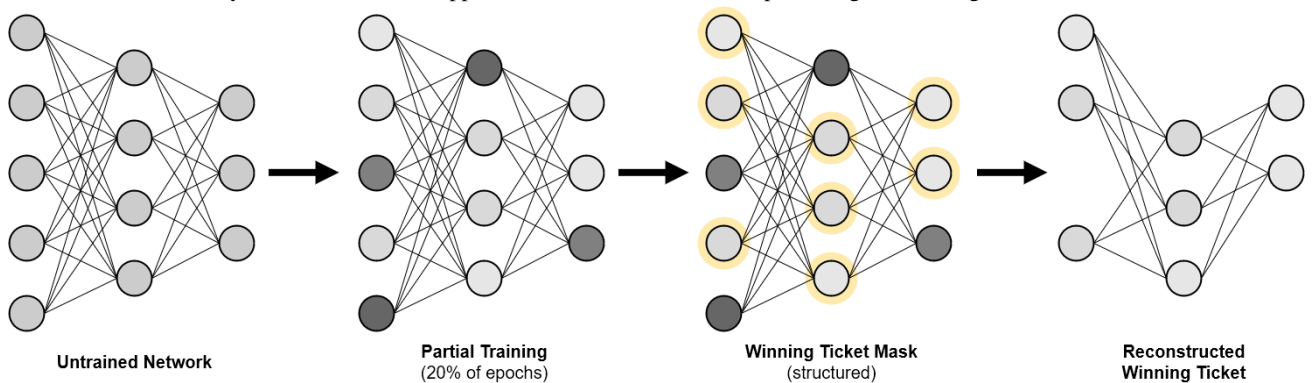 Untrained Network
Partial Training
(20% of epochs)
Winning Ticket Mask
(structured)
Reconstructed
Winning Ticket